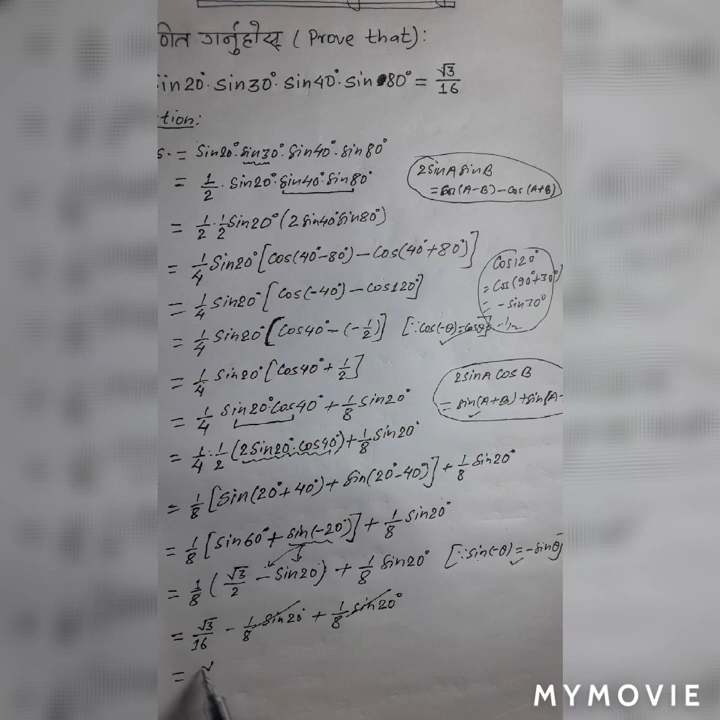 णित गर्नुहोस् (Prove that):
in20°. sin30°. sin40°. sin80° = √3/16
tion:
s. = sin20°.sin30°.sin40°.sin80°
= 1/2 . sin20°. sin40°. sin80°
2sinA sinB
= cos(A-B) - cos(A+B)
= 1/2 . 1/2 sin20° (2 sin40° sin80°)
= 1/4 sin20° [cos(40°-80°) - cos(40°+80°)]
= 1/4 sin20° [cos(-40°) - cos120°]
cos120°
= cos(90°+30°)
= -sin30°
= -1/2
= 1/4 sin20° [cos40° - (-1/2)] [∵cos(-θ)=cosθ]
= 1/4 sin20° [cos40° + 1/2]
2sinA cosB
= sin(A+B)+sin(A-
= 1/4 sin20°.cos40° + 1/8 sin20°
= 1/4 . 1/2 (2sin20°.cos40°) + 1/8 sin20°
= 1/8 [sin(20°+40°) + sin(20°-40°)] + 1/8 sin20°
= 1/8 [sin60° + sin(-20°)] + 1/8 sin20°
= 1/8 (√3/2 - sin20°) + 1/8 sin20° [∵sin(-θ) = -sinθ]
= √3/16 - 1/8 sin20° + 1/8 sin20°
=
MYMOVIE